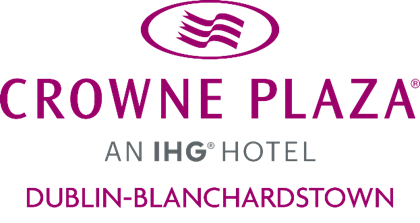 CROWNE PLAZA®
AN IHG® HOTEL
DUBLIN-BLANCHARDSTOWN